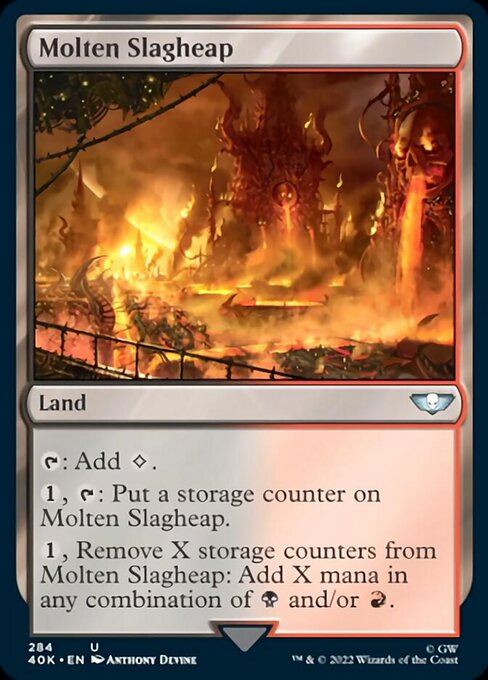 Molten Slagheap
Land
: Add .
1, : Put a storage counter on
Molten Slagheap.
1, Remove X storage counters from
Molten Slagheap: Add X mana in
any combination of and/or .
284 U
40K • EN Anthony Devine
© GW
™ & © 2022 Wizards of the Coast